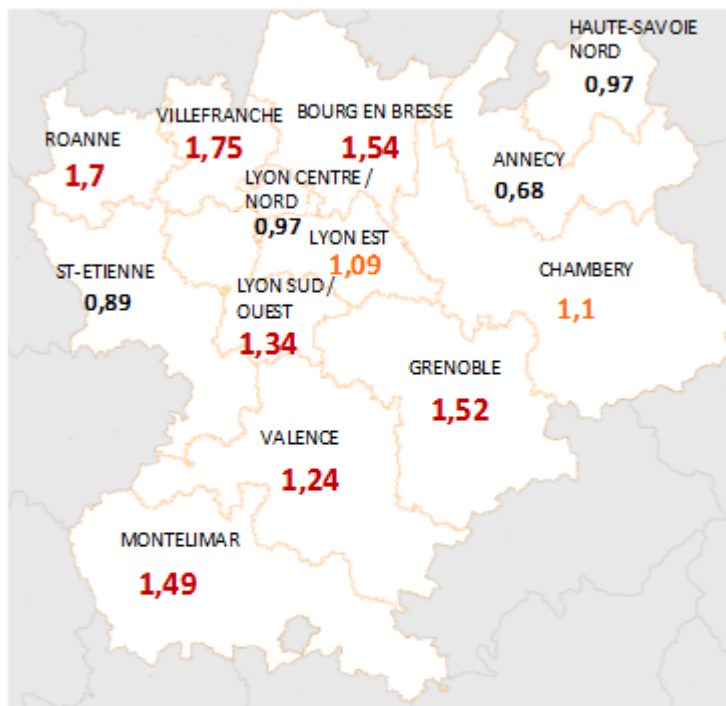 HAUTE-SAVOIE
NORD
0,97
VILLEFRANCHE
1,75
BOURG EN BRESSE
1,54
ROANNE
1,7
ANNECY
0,68
LYON CENTRE /
NORD
0,97
LYON EST
1,09
ST-ETIENNE
0,89
LYON SUD /
OUEST
1,34
CHAMBERY
1,1
GRENOBLE
1,52
VALENCE
1,24
MONTELIMAR
1,49